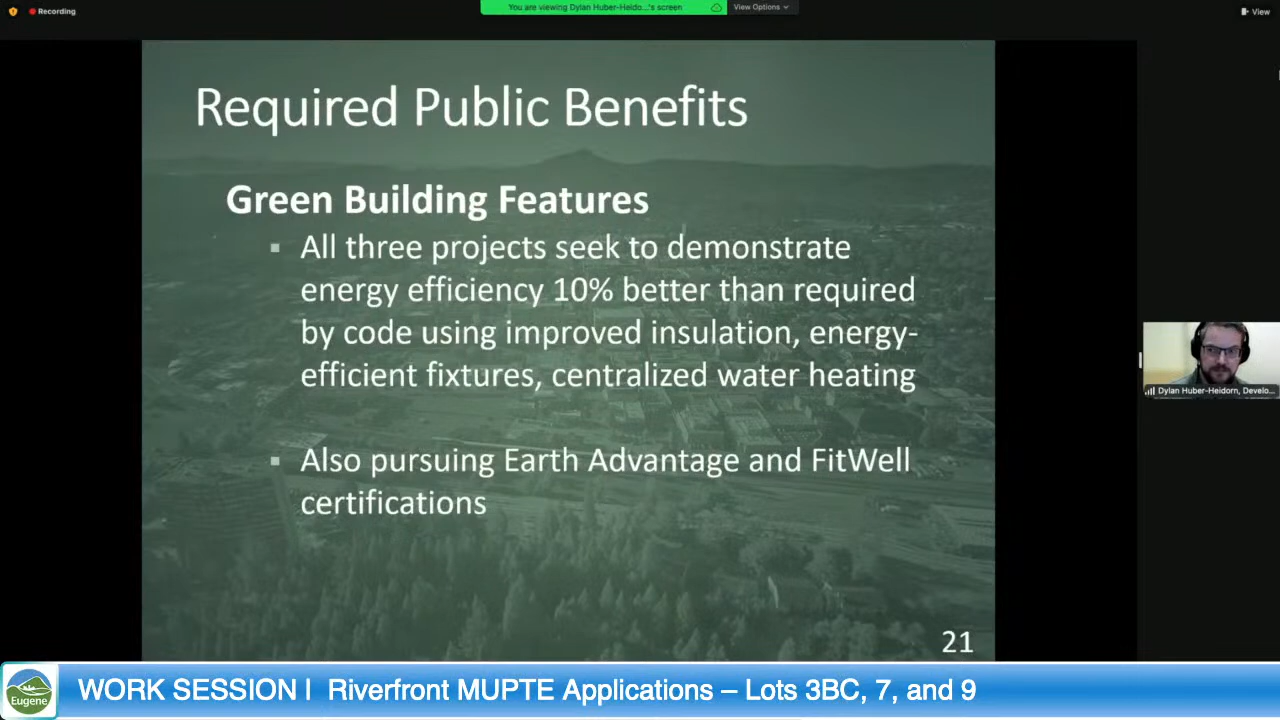 Recording
You are viewing Dylan Huber-Heido...'s screen
View Options
View
Required Public Benefits
Green Building Features
All three projects seek to demonstrate
energy efficiency 10% better than required
by code using improved insulation, energy-
efficient fixtures, centralized water heating
Also pursuing Earth Advantage and FitWell
certifications
Dylan Huber-Heidorn, Develo...
21
Eugene
WORK SESSION | Riverfront MUPTE Applications – Lots 3BC, 7, and 9